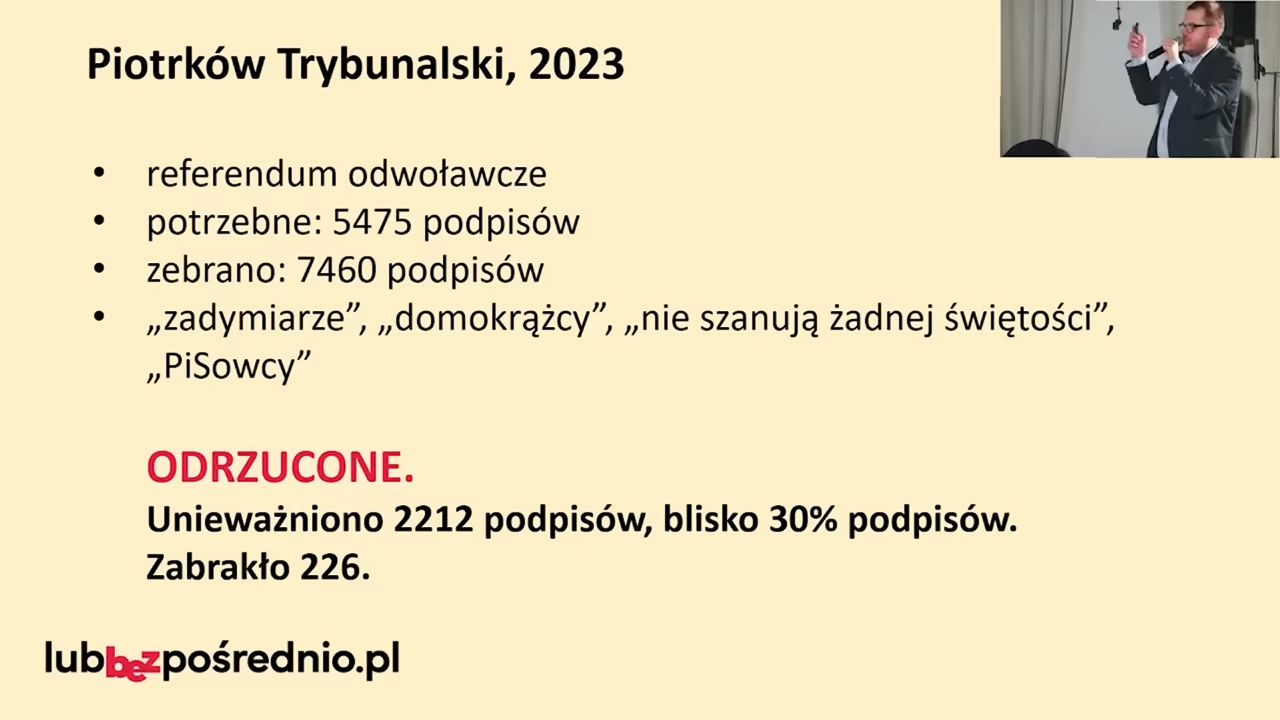 Piotrków Trybunalski, 2023
• referendum odwoławcze
• potrzebne: 5475 podpisów
• zebrano: 7460 podpisów
• „zadymiarze”, „domokrążcy”, „nie szanują żadnej świętości”,
„PiSowcy”
ODRZUCONE.
Unieważniono 2212 podpisów, blisko 30% podpisów.
Zabrakło 226.
lubbezpośrednio.pl